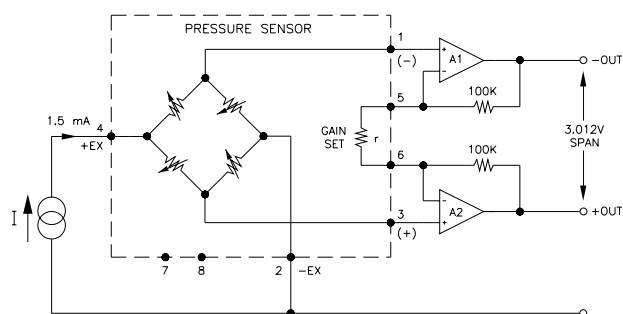 PRESSURE SENSOR
1
(-)
+
A1
-
-OUT
100K
5
1.5 mA
4
+EX
GAIN
SET
r
3.012V
SPAN
6
100K
-
A2
+
+OUT
3
(+)
I
7
8
2
-EX